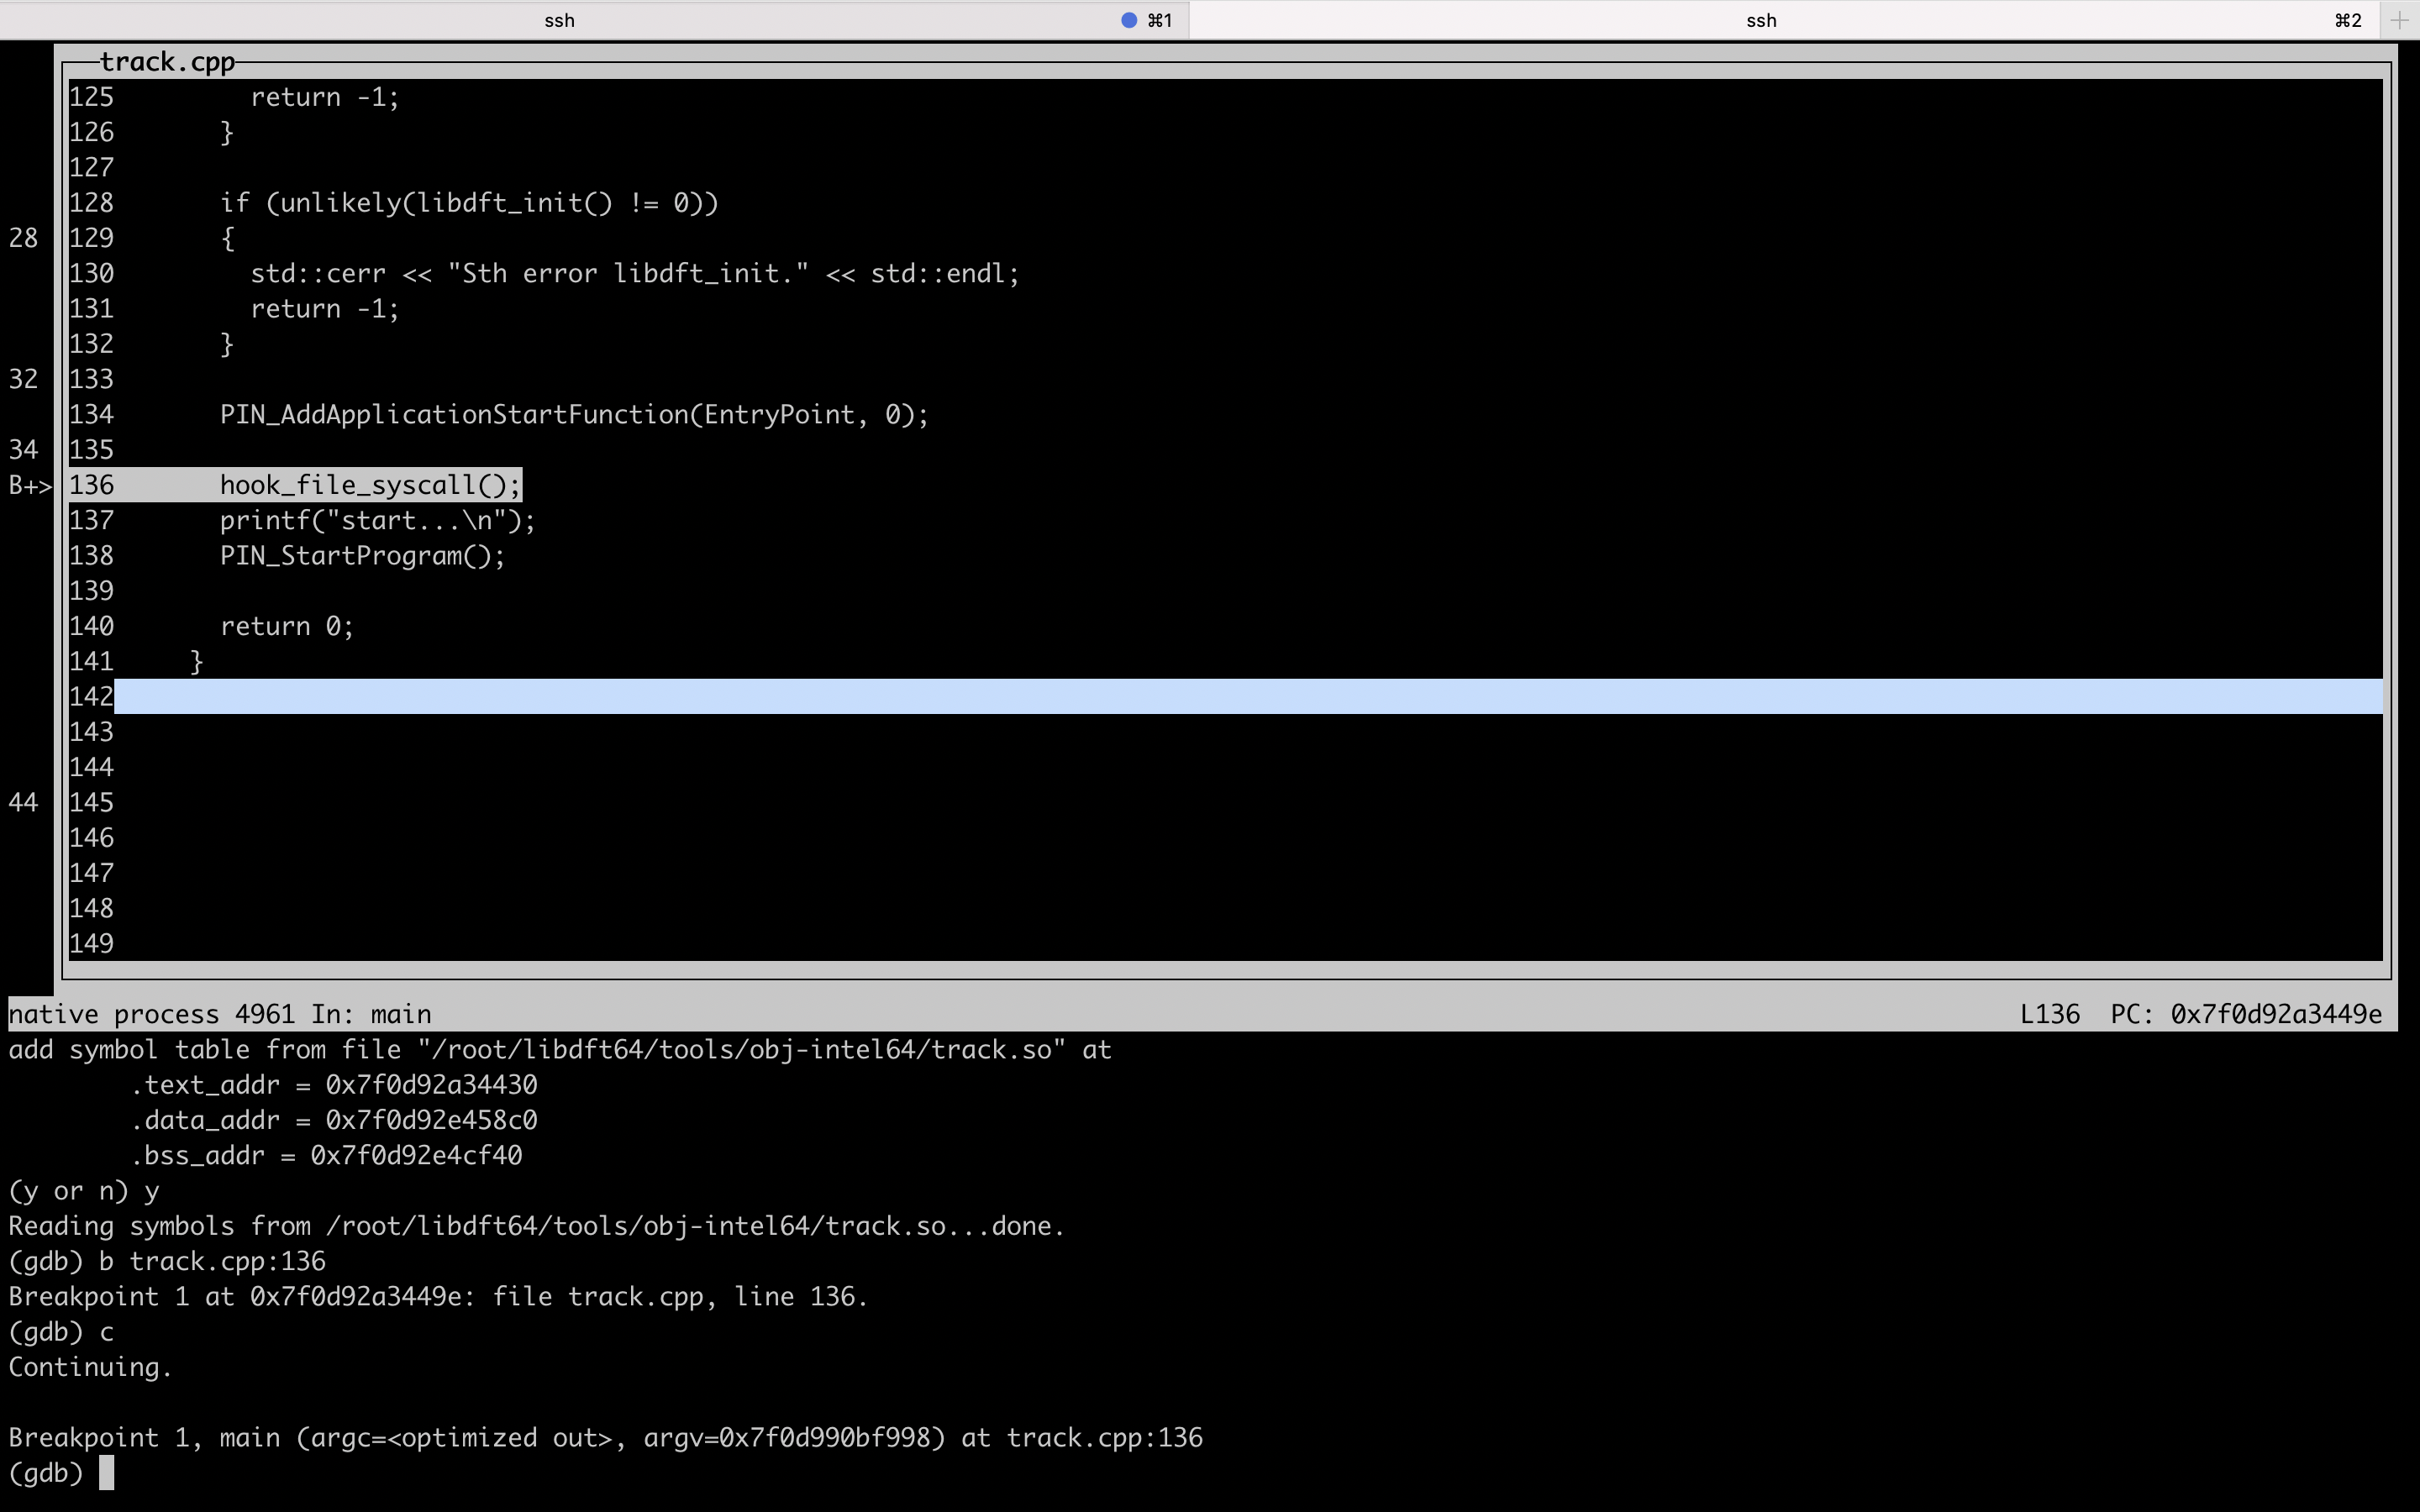 ssh ⌘1 ssh ⌘2 +
track.cpp
125 return -1;
126 }
127
128 if (unlikely(libdft_init() != 0))
28 129 {
130 std::cerr << "Sth error libdft_init." << std::endl;
131 return -1;
132 }
32 133
134 PIN_AddApplicationStartFunction(EntryPoint, 0);
34 135
B+> 136 hook_file_syscall();
137 printf("start...\n");
138 PIN_StartProgram();
139
140 return 0;
141 }
142
143
144
44 145
146
147
148
149
native process 4961 In: main L136 PC: 0x7f0d92a3449e
add symbol table from file "/root/libdft64/tools/obj-intel64/track.so" at
.text_addr = 0x7f0d92a34430
.data_addr = 0x7f0d92e458c0
.bss_addr = 0x7f0d92e4cf40
(y or n) y
Reading symbols from /root/libdft64/tools/obj-intel64/track.so...done.
(gdb) b track.cpp:136
Breakpoint 1 at 0x7f0d92a3449e: file track.cpp, line 136.
(gdb) c
Continuing.
Breakpoint 1, main (argc=<optimized out>, argv=0x7f0d990bf998) at track.cpp:136
(gdb)